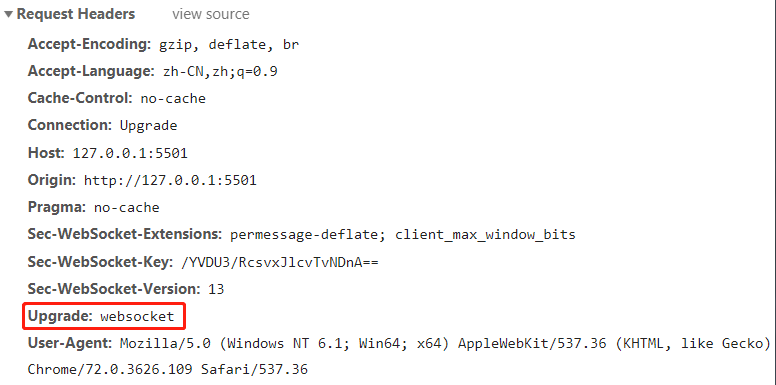 Request Headers view source
Accept-Encoding: gzip, deflate, br
Accept-Language: zh-CN,zh;q=0.9
Cache-Control: no-cache
Connection: Upgrade
Host: 127.0.0.1:5501
Origin: http://127.0.0.1:5501
Pragma: no-cache
Sec-WebSocket-Extensions: permessage-deflate; client_max_window_bits
Sec-WebSocket-Key: /YVDU3/RcsvxJlcvTvNDnA==
Sec-WebSocket-Version: 13
Upgrade: websocket
User-Agent: Mozilla/5.0 (Windows NT 6.1; Win64; x64) AppleWebKit/537.36 (KHTML, like Gecko)
Chrome/72.0.3626.109 Safari/537.36